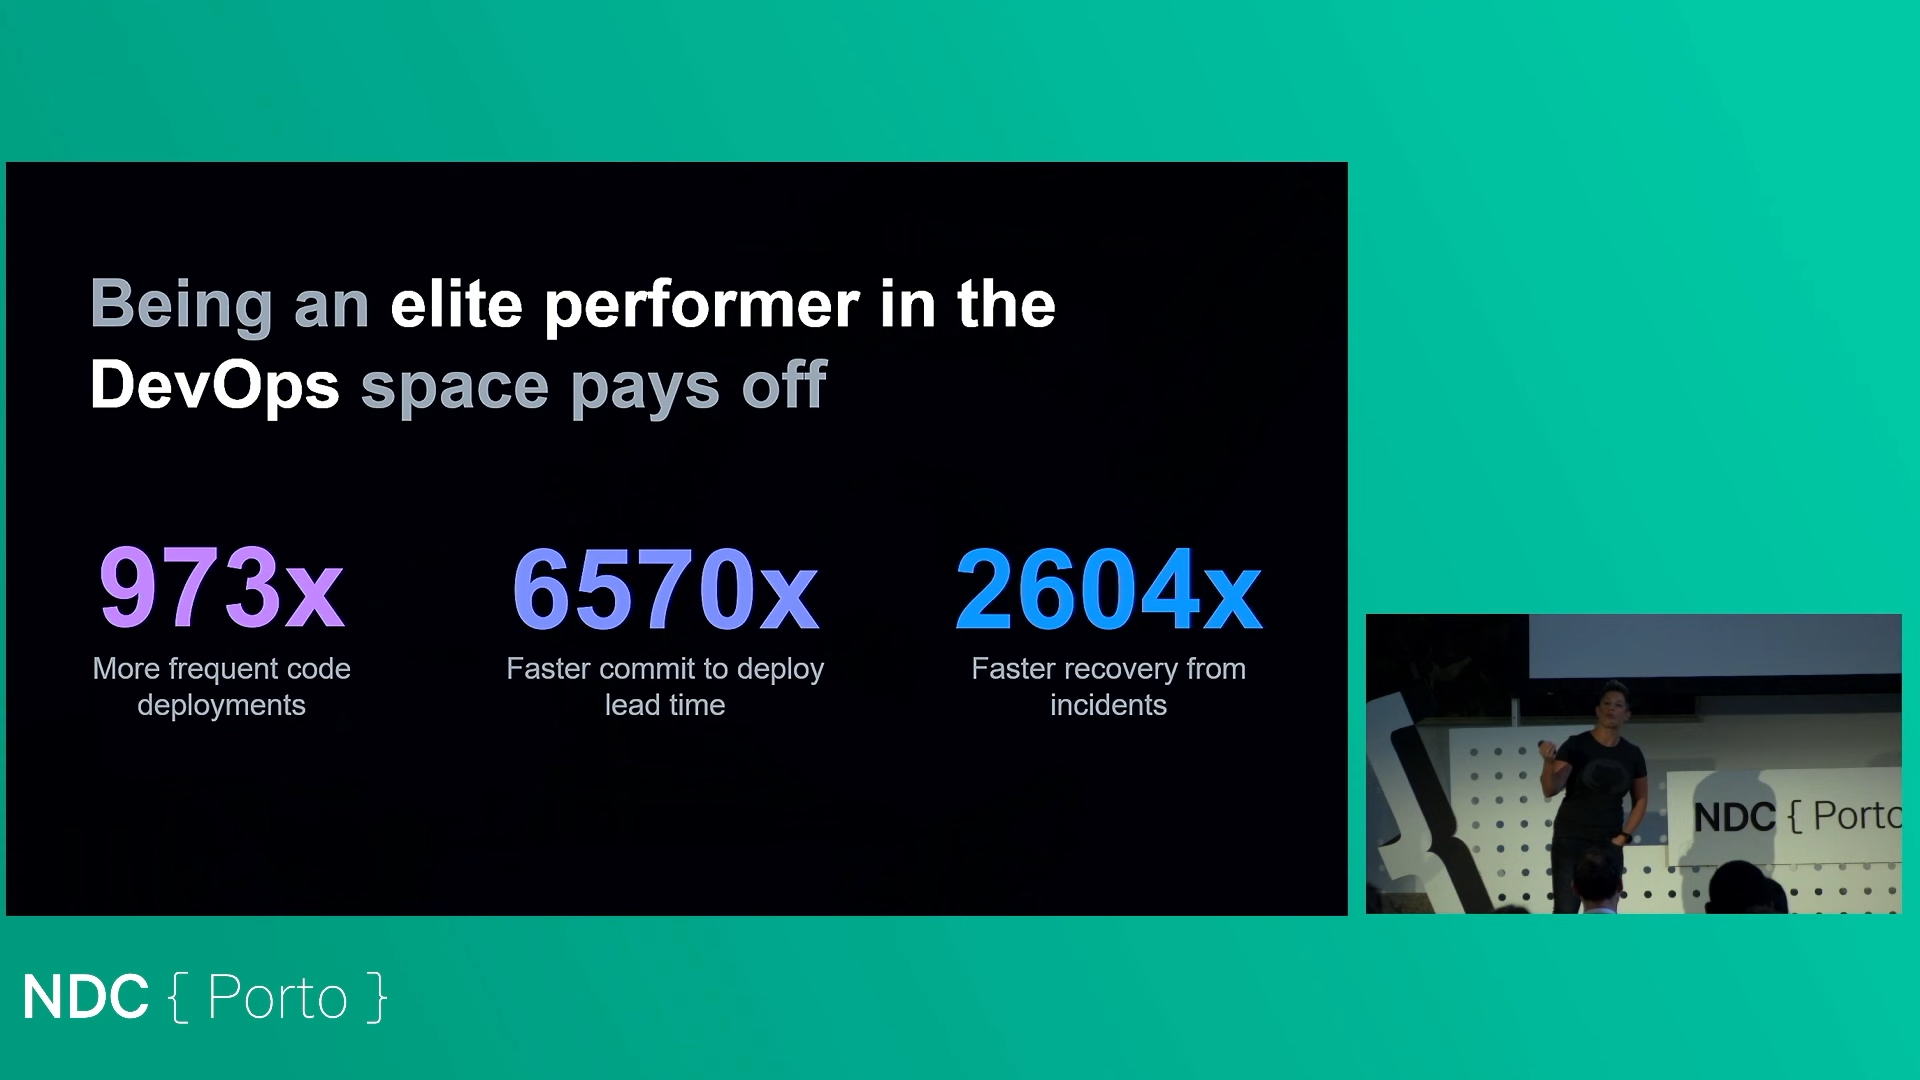 Being an elite performer in the
DevOps space pays off
973x
More frequent code
deployments
6570x
Faster commit to deploy
lead time
2604x
Faster recovery from
incidents
NDC { Porto
NDC { Porto }